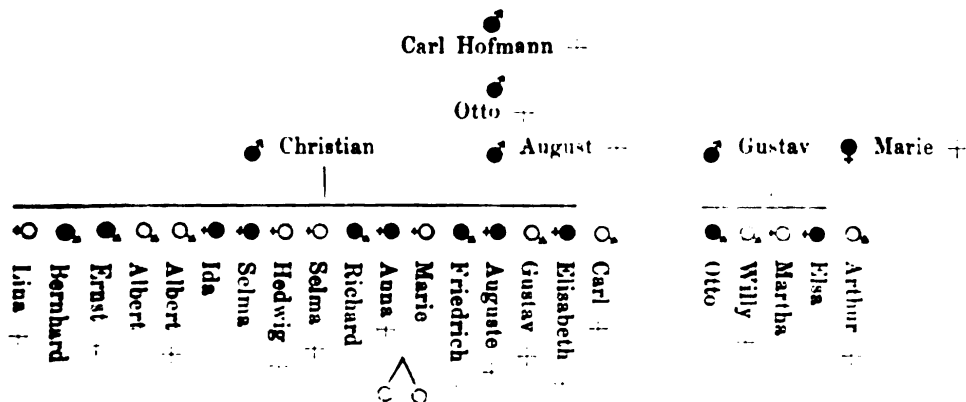 Carl Hofmann
Otto
Christian
August
Gustav
Marie
Lina
Bernhard
Ernst
Albert
Albert
Ida
Selma
Hedwig
Selma
Richard
Anna
Marie
Friedrich
Auguste
Gustav
Elisabeth
Carl
Otto
Willy
Martha
Elsa
Arthur